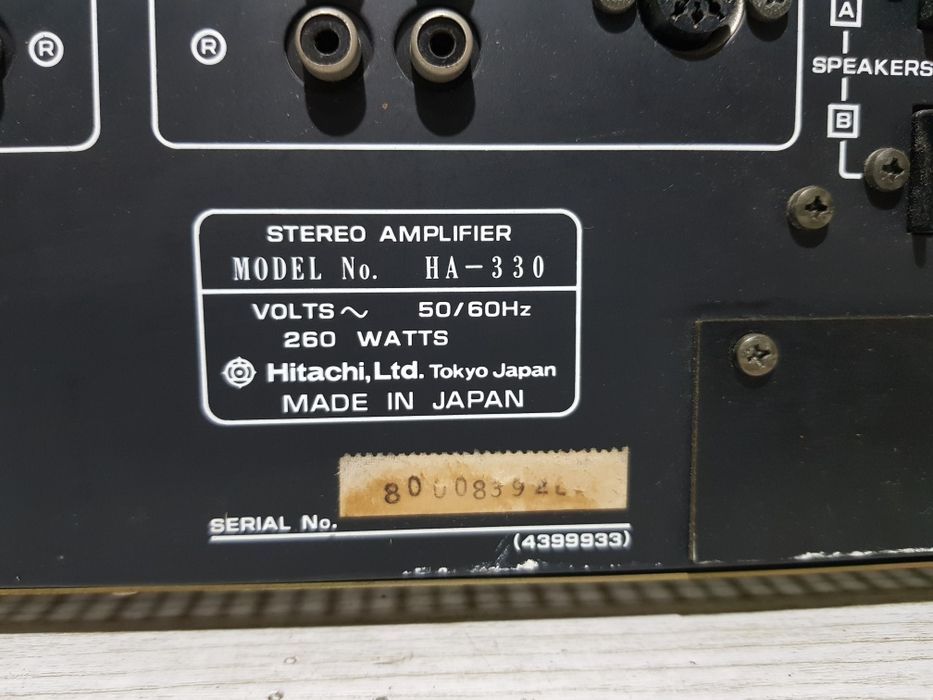 R
R
A
SPEAKERS
B
STEREO AMPLIFIER
MODEL No. HA-330
VOLTS~ 50/60Hz
260 WATTS
Hitachi, Ltd. Tokyo Japan
MADE IN JAPAN
SERIAL No.
(4399933)